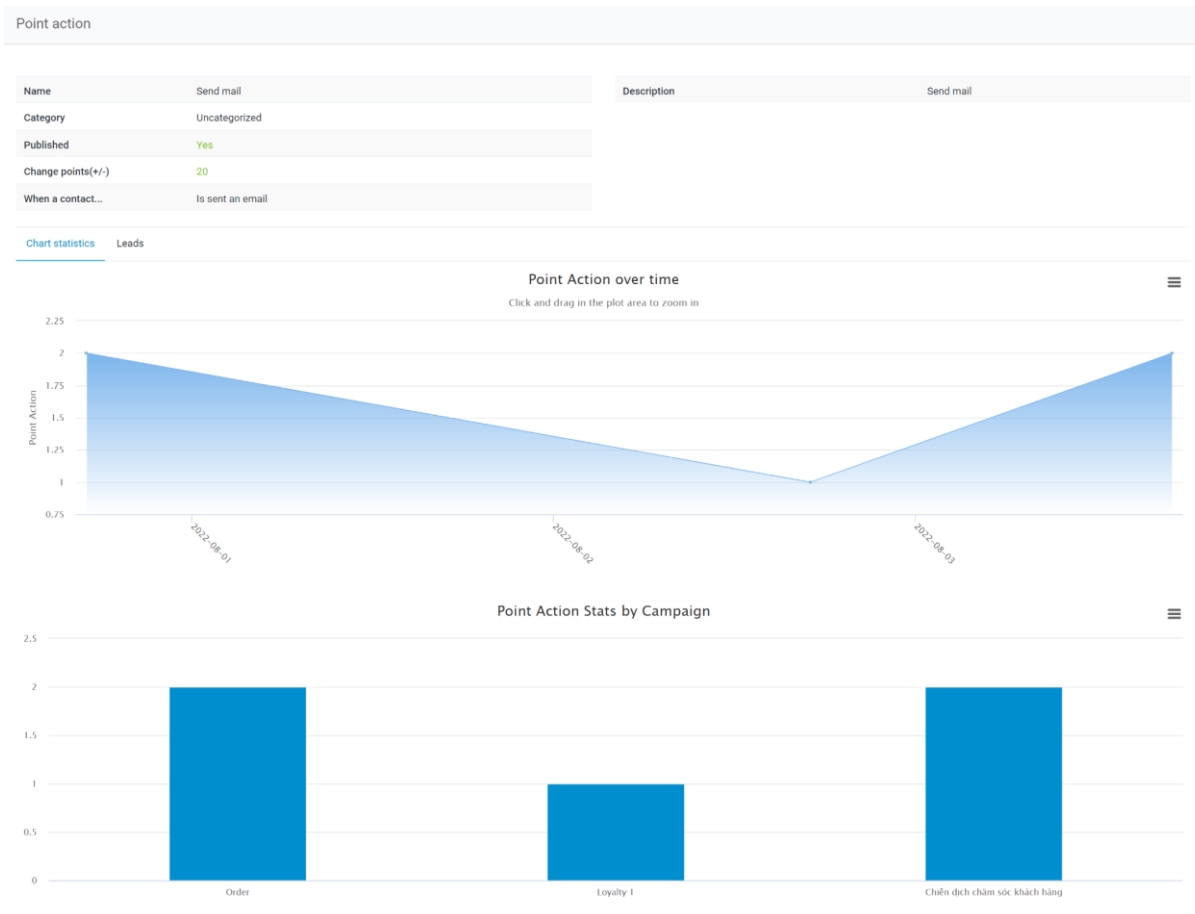 Point action
Name Send mail
Description Send mail
Category Uncategorized
Published Yes
Change points(+/-) 20
When a contact... Is sent an email
Chart statistics Leads
Point Action over time
Click and drag in the plot area to zoom in
2.25
2
1.75
1.5
1.25
1
0.75
Point Action
2022-08-01
2022-08-02
2022-08-03
Point Action Stats by Campaign
2.5
2
1.5
1
0.5
0
Order
Loyalty 1
Chiến dịch chăm sóc khách hàng